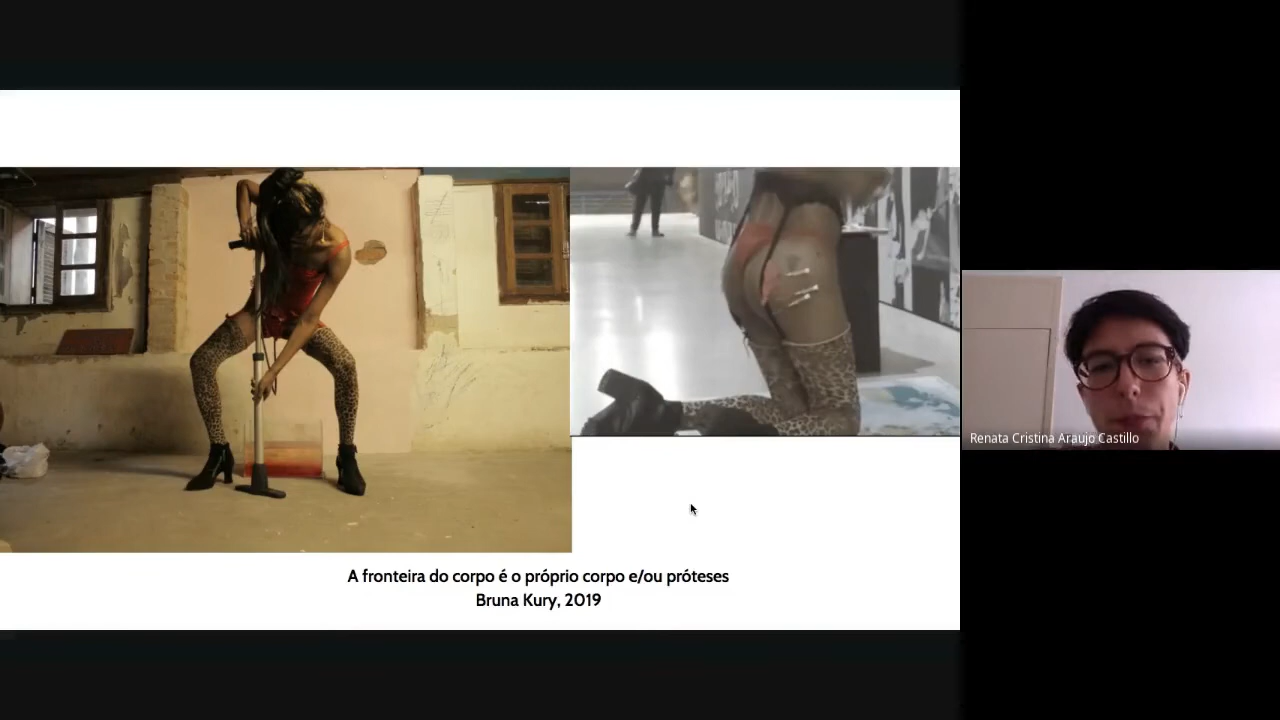 A fronteira do corpo é o próprio corpo e/ou próteses
Bruna Kury, 2019
Renata Cristina Araujo Castillo